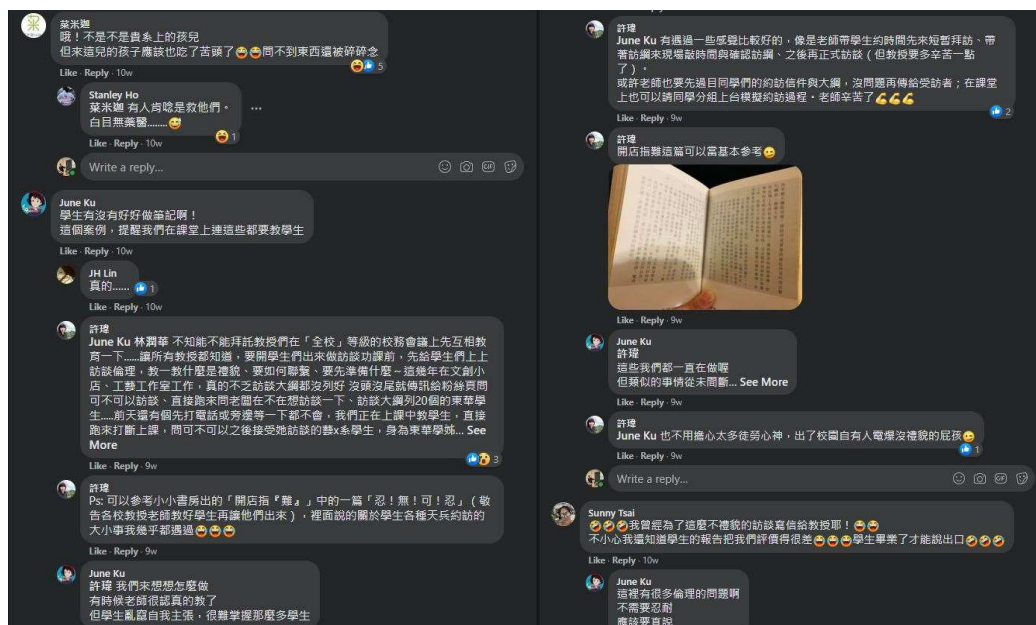 菜米迦
哦！不是不是貴系上的孩兒
但來這兒的孩子應該也吃了苦頭了😂😂問不到東西還被碎碎念
5
Like · Reply · 10w
Stanley Ho
菜米迦 有人肯唸是救他們。
白目無藥醫........😅
1
Like · Reply · 10w
Write a reply...
June Ku
學生有沒有好好做筆記啊！
這個案例，提醒我們在課堂上連這些都要教學生
Like · Reply · 10w
JH Lin
真的......
1
Like · Reply · 10w
許瑋
June Ku 林潤華 不知能不能拜託教授們在「全校」等級的校務會議上先互相教
育一下.....讓所有教授都知道，要開學生們出來做訪談功課前，先給學生們上上
訪談倫理，教一教什麼是禮貌、要如何聯繫、要先準備什麼~ 這幾年在文創小
店、工藝工作室工作，真的不乏訪談大綱都沒列好 沒頭沒尾就傳訊給粉絲頁問
可不可以訪談、直接跑來問老闆在不在想訪談一下、訪談大綱列20個的東華學
生.....前天還有個先打電話或旁邊等一下都不會，我們正在上課中教學生，直接
跑來打斷上課，問可不可以之後接受她訪談的藝x系學生，身為東華學姊... See
More
Like · Reply · 9w
3
許瑋
Ps: 可以參考小小書房出的「開店指『難』」中的一篇「忍！無！可！忍」（敬
告各校教授老師教好學生再讓他們出來），裡面說的關於學生各種天兵約訪的
大小事我幾乎都遇過😂😂😂
Like · Reply · 9w
June Ku
許瑋 我們來想想怎麼做
有時候老師很認真的教了
但學生亂竄自我主張，很難掌握那麼多學生
Like · Reply
許瑋
June Ku 有遇過一些感覺比較好的，像是老師帶學生約時間先來短暫拜訪、帶
著訪綱來現場敲時間與確認訪綱、之後再正式訪談（但教授要多辛苦一點
了）。
或許老師也要先過目同學們的約訪信件與大綱，沒問題再傳給受訪者；在課堂
上也可以請同學分組上台模擬約訪過程。老師辛苦了💪💪💪
2
Like · Reply · 9w
許瑋
開店指難這篇可以當基本參考😉
Like · Reply · 9w
June Ku
許瑋
這些我們都一直在做喔
但類似的事情從未間斷... See More
Like · Reply · 9w
許瑋
June Ku 也不用擔心太多徒勞心神，出了校園自有人電爆沒禮貌的屁孩😉
1
Like · Reply · 9w
Write a reply...
Sunny Tsai
🤣🤣🤣我曾經為了這麼不禮貌的訪談寫信給教授耶！😂😂
不小心我還知道學生的報告把我們評價得很差😂😂😂學生畢業了才能說出口🤣🤣🤣
Like · Reply · 10w
June Ku
這裡有很多倫理的問題啊
不需要忍耐
應該要直說